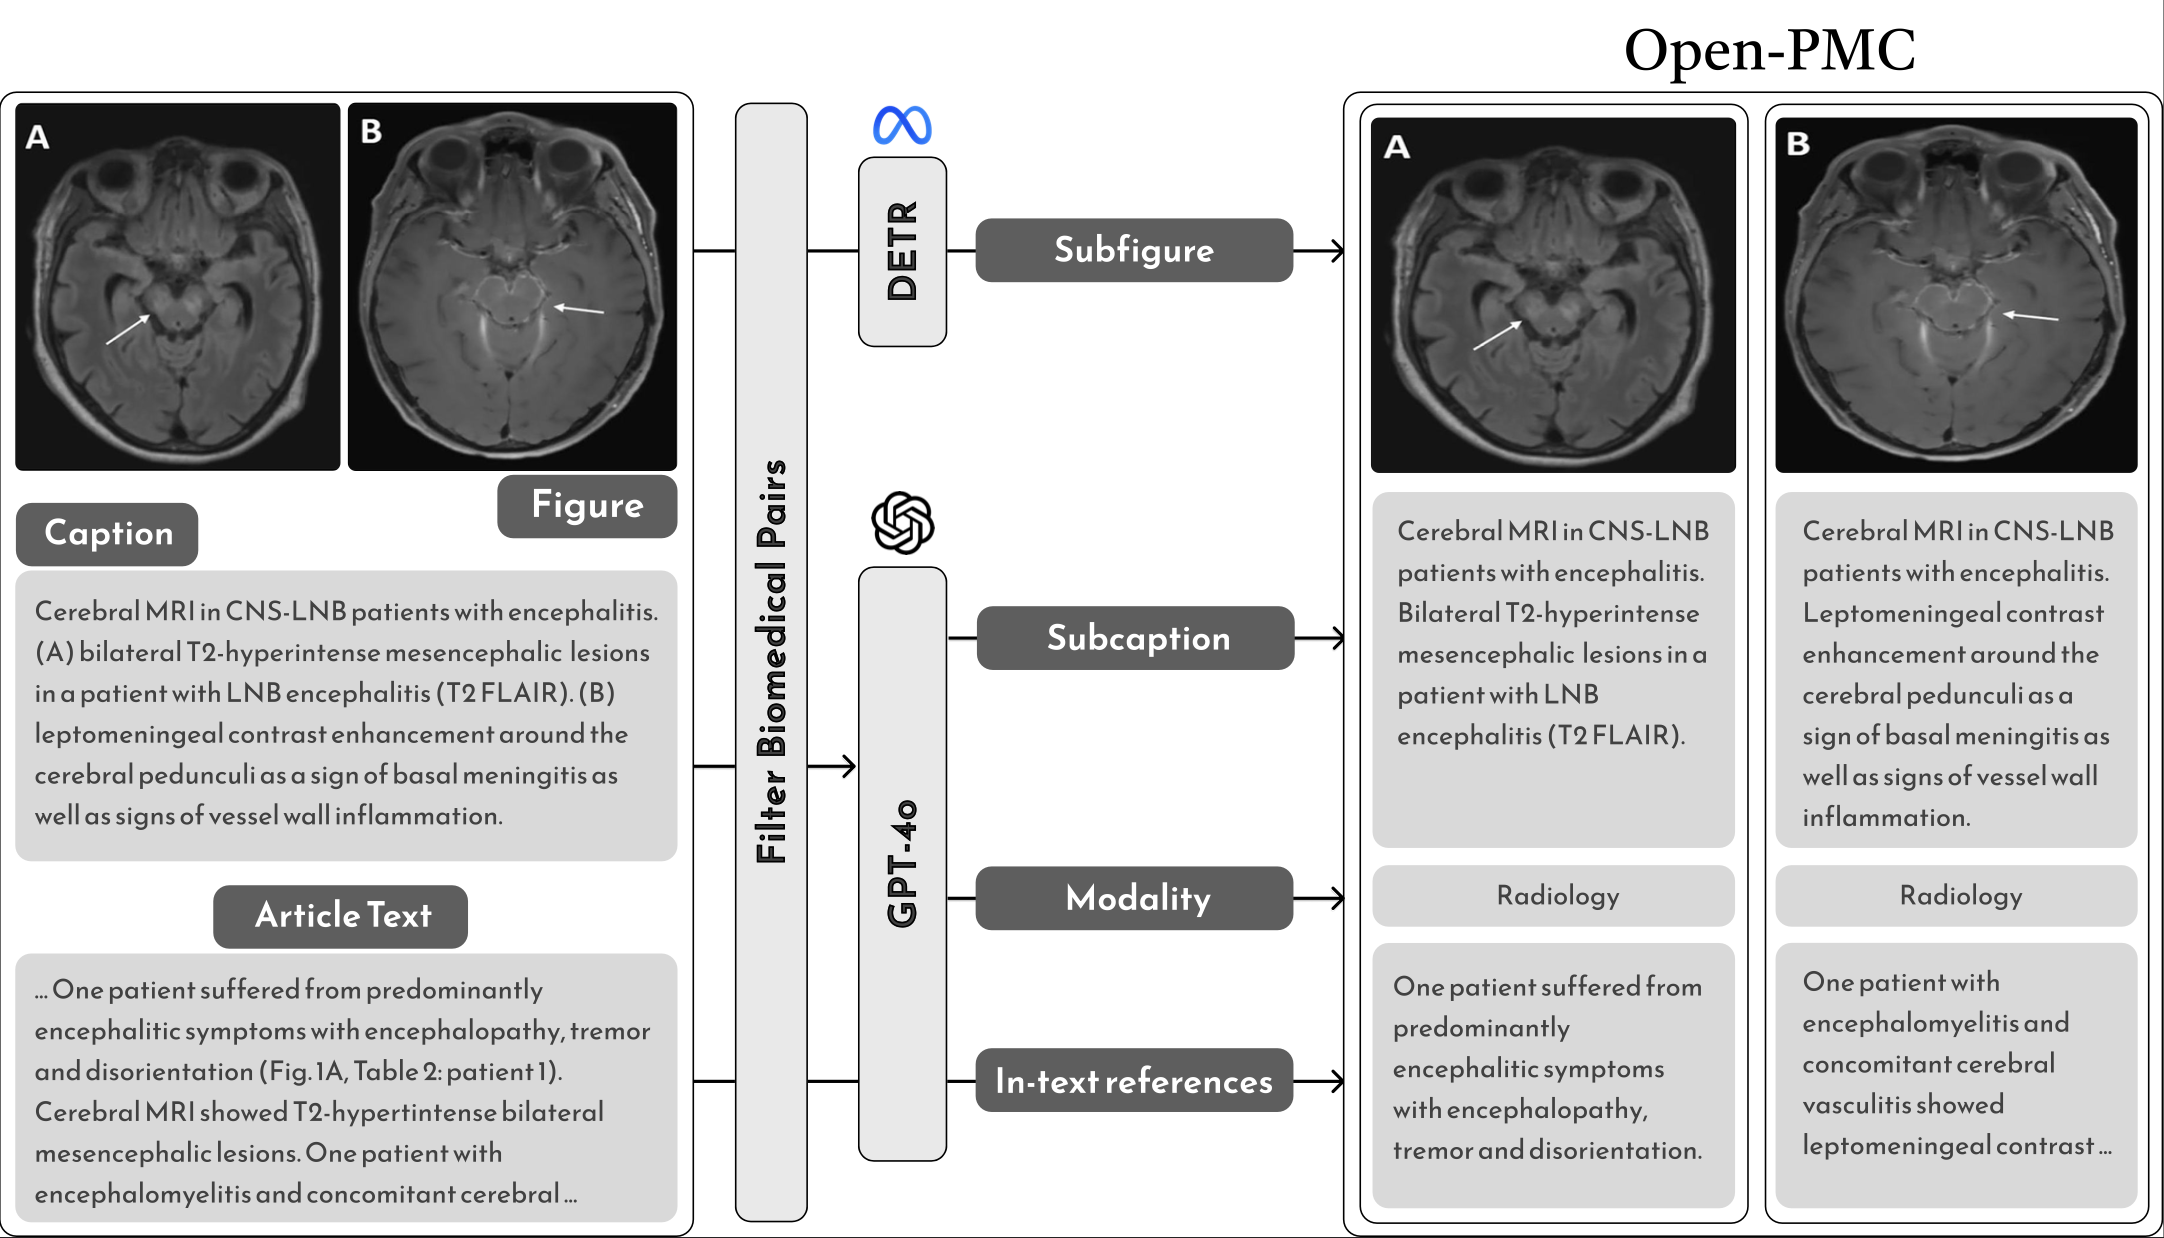 Open-PMC
A
B
Figure
Caption
Cerebral MRI in CNS-LNB patients with encephalitis.
(A) bilateral T2-hyperintense mesencephalic lesions
in a patient with LNB encephalitis (T2 FLAIR). (B)
leptomeningeal contrast enhancement around the
cerebral pedunculi as a sign of basal meningitis as
well as signs of vessel wall inflammation.
Article Text
... One patient suffered from predominantly
encephalitic symptoms with encephalopathy, tremor
and disorientation (Fig. 1A, Table 2: patient 1).
Cerebral MRI showed T2-hypertintense bilateral
mesencephalic lesions. One patient with
encephalomyelitis and concomitant cerebral ...
Filter Biomedical Pairs
DETR
GPT-4o
Subfigure
Subcaption
Modality
In-text references
A
Cerebral MRI in CNS-LNB
patients with encephalitis.
Bilateral T2-hyperintense
mesencephalic lesions in a
patient with LNB
encephalitis (T2 FLAIR).
Radiology
One patient suffered from
predominantly
encephalitic symptoms
with encephalopathy,
tremor and disorientation.
B
Cerebral MRI in CNS-LNB
patients with encephalitis.
Leptomeningeal contrast
enhancement around the
cerebral pedunculi as a
sign of basal meningitis as
well as signs of vessel wall
inflammation.
Radiology
One patient with
encephalomyelitis and
concomitant cerebral
vasculitis showed
leptomeningeal contrast ...